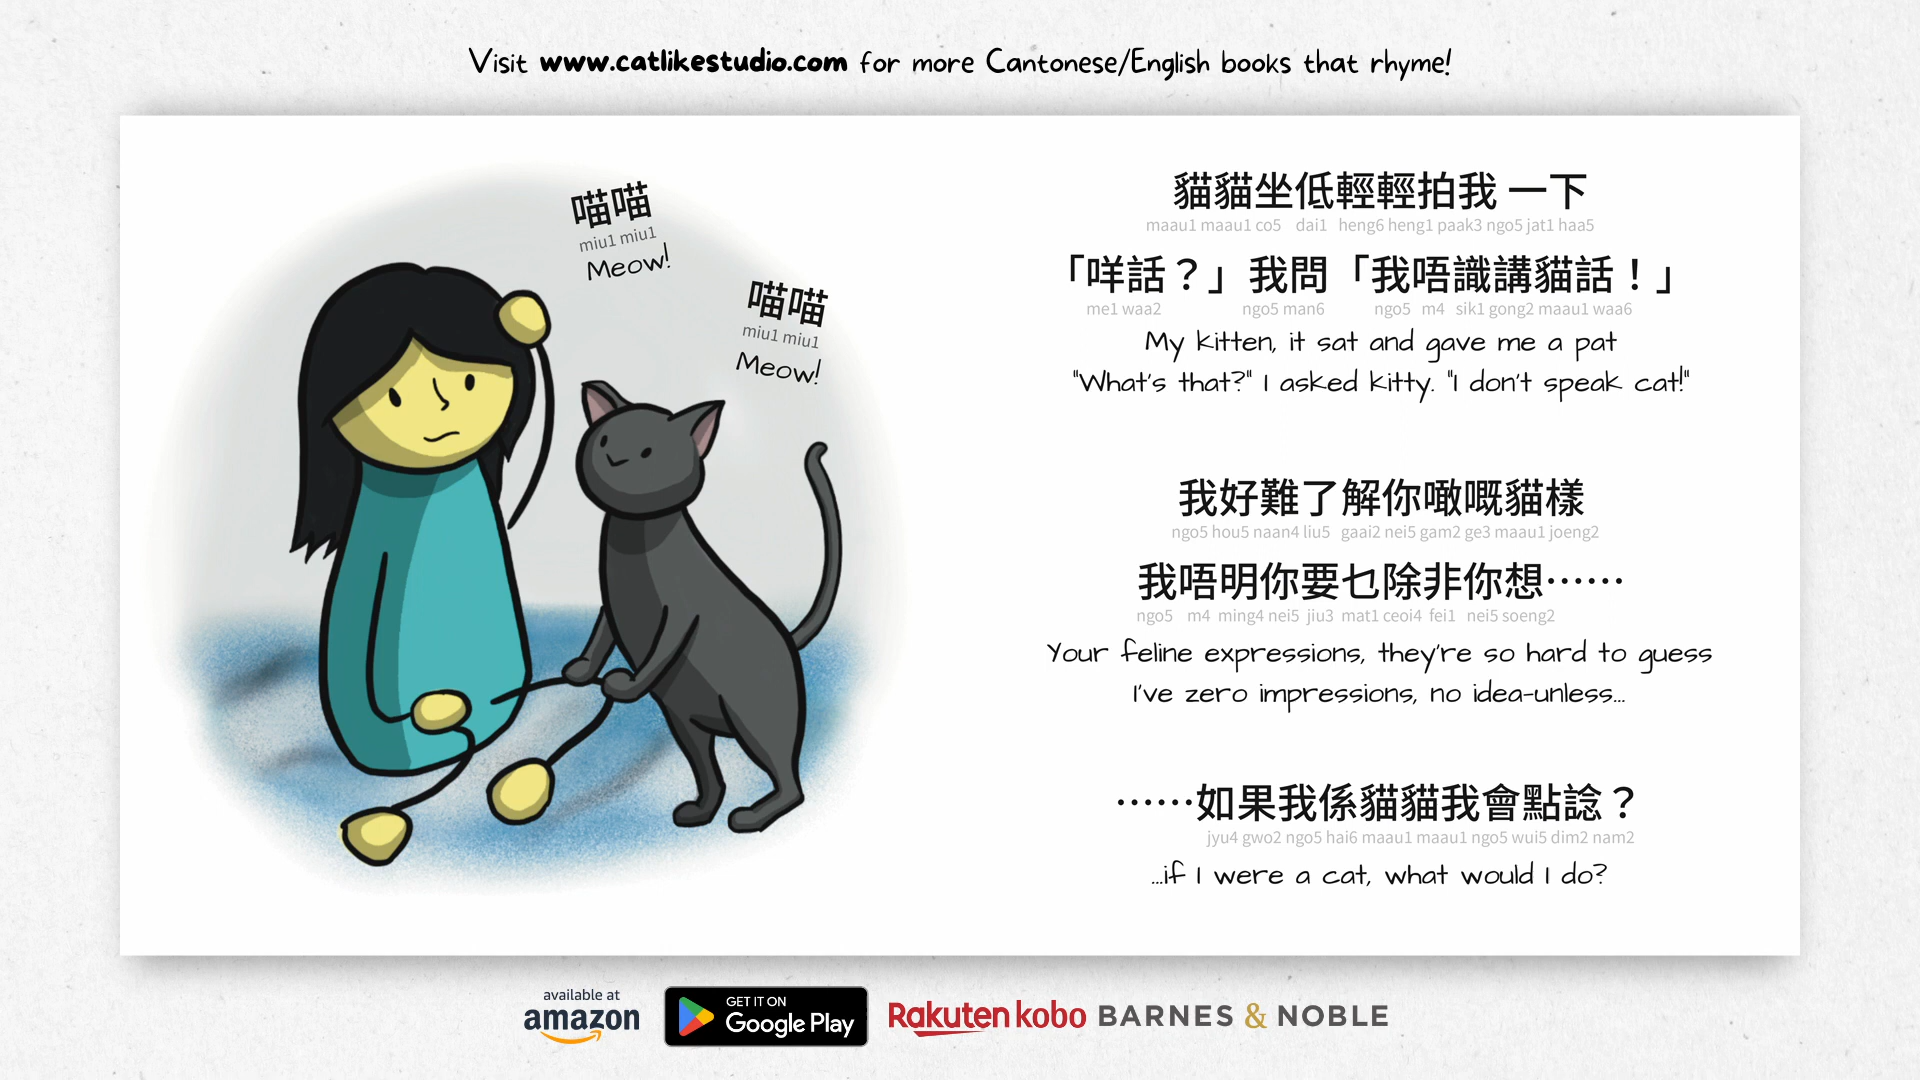 Visit www.catlikestudio.com for more Cantonese/English books that rhyme!
喵喵
miu1 miu1
Meow!
喵喵
miu1 miu1
Meow!
貓貓坐低輕輕拍我 一下
maau1 maau1 co5 dai1 heng6 heng1 paak3 ngo5 jat1 haa5
「咩話？」我問「我唔識講貓話！」
me1 waa2 ngo5 man6 ngo5 m4 sik1 gong2 maau1 waa6
My kitten, it sat and gave me a pat
"What's that?" I asked kitty. "I don't speak cat!"
我好難了解你噉嘅貓樣
ngo5 hou5 naan4 liu5 gaai2 nei5 gam2 ge3 maau1 joeng2
我唔明你要乜除非你想⋯⋯
ngo5 m4 ming4 nei5 jiu3 mat1 ceoi4 fei1 nei5 soeng2
Your feline expressions, they're so hard to guess
I've zero impressions, no idea-unless...
⋯⋯如果我係貓貓我會點諗？
jyu4 gwo2 ngo5 hai6 maau1 maau1 ngo5 wui5 dim2 nam2
...if I were a cat, what would I do?
available at
amazon
GET IT ON
Google Play
Rakuten kobo
BARNES & NOBLE